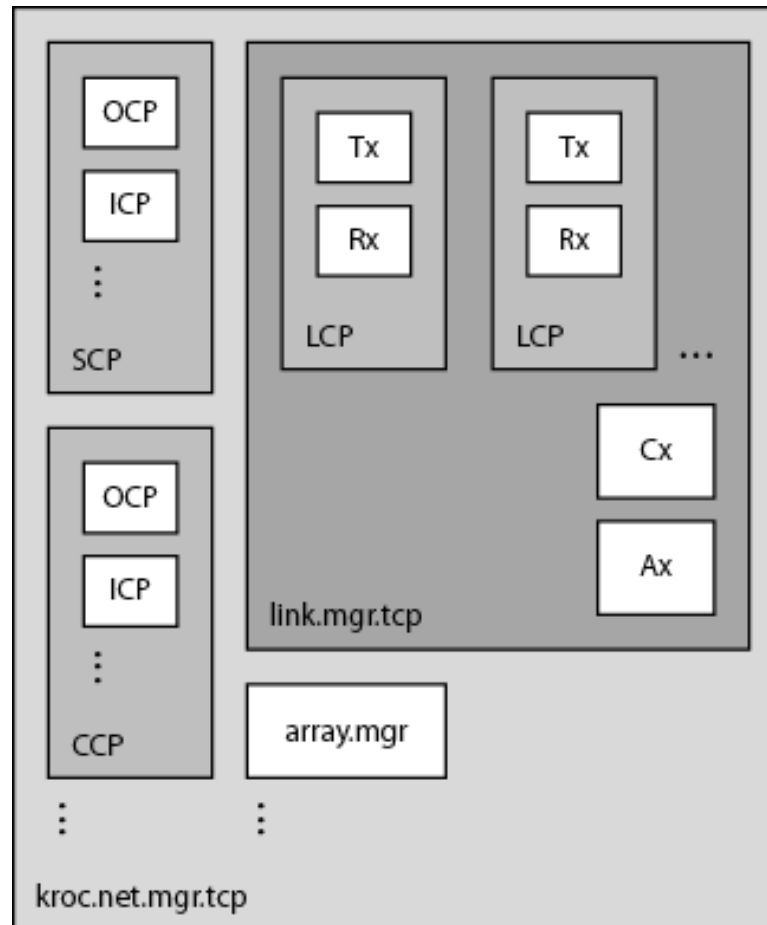 OCP
ICP
⋮
SCP
OCP
ICP
⋮
CCP
⋮
Tx
Rx
LCP
Tx
Rx
LCP
...
Cx
Ax
link.mgr.tcp
array.mgr
⋮
kroc.net.mgr.tcp